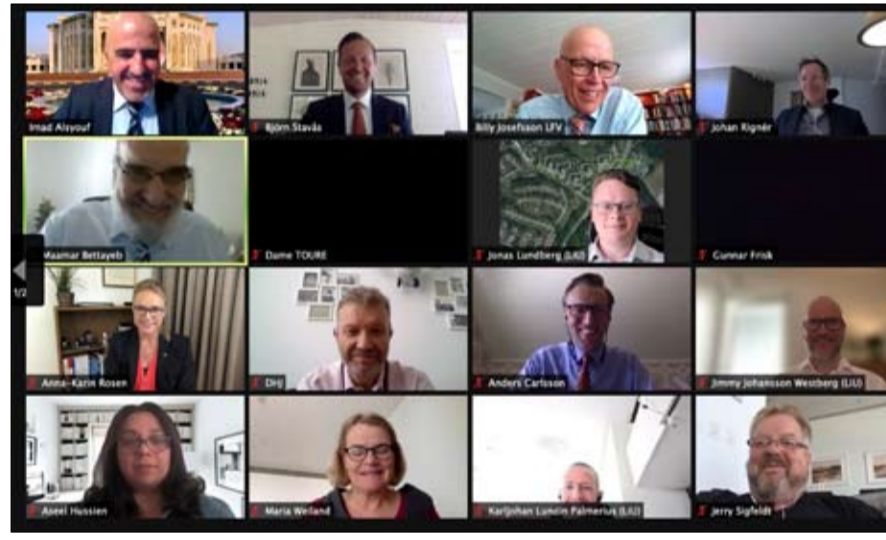 Imad Alsyouf
Björn Stavås
Billy Josefsson LFV
Johan Rignér
Maamar Bettayeb
Dame TOURE
Jonas Lundberg (LiU)
Gunnar Frisk
1/2
Anna-Karin Rosen
DHJ
Anders Carlsson
Jimmy Johansson Westberg (LiU)
Aseel Hussien
Maria Weiland
Karljohan Lundin Palmerius (LiU)
Jerry Sigfeldt